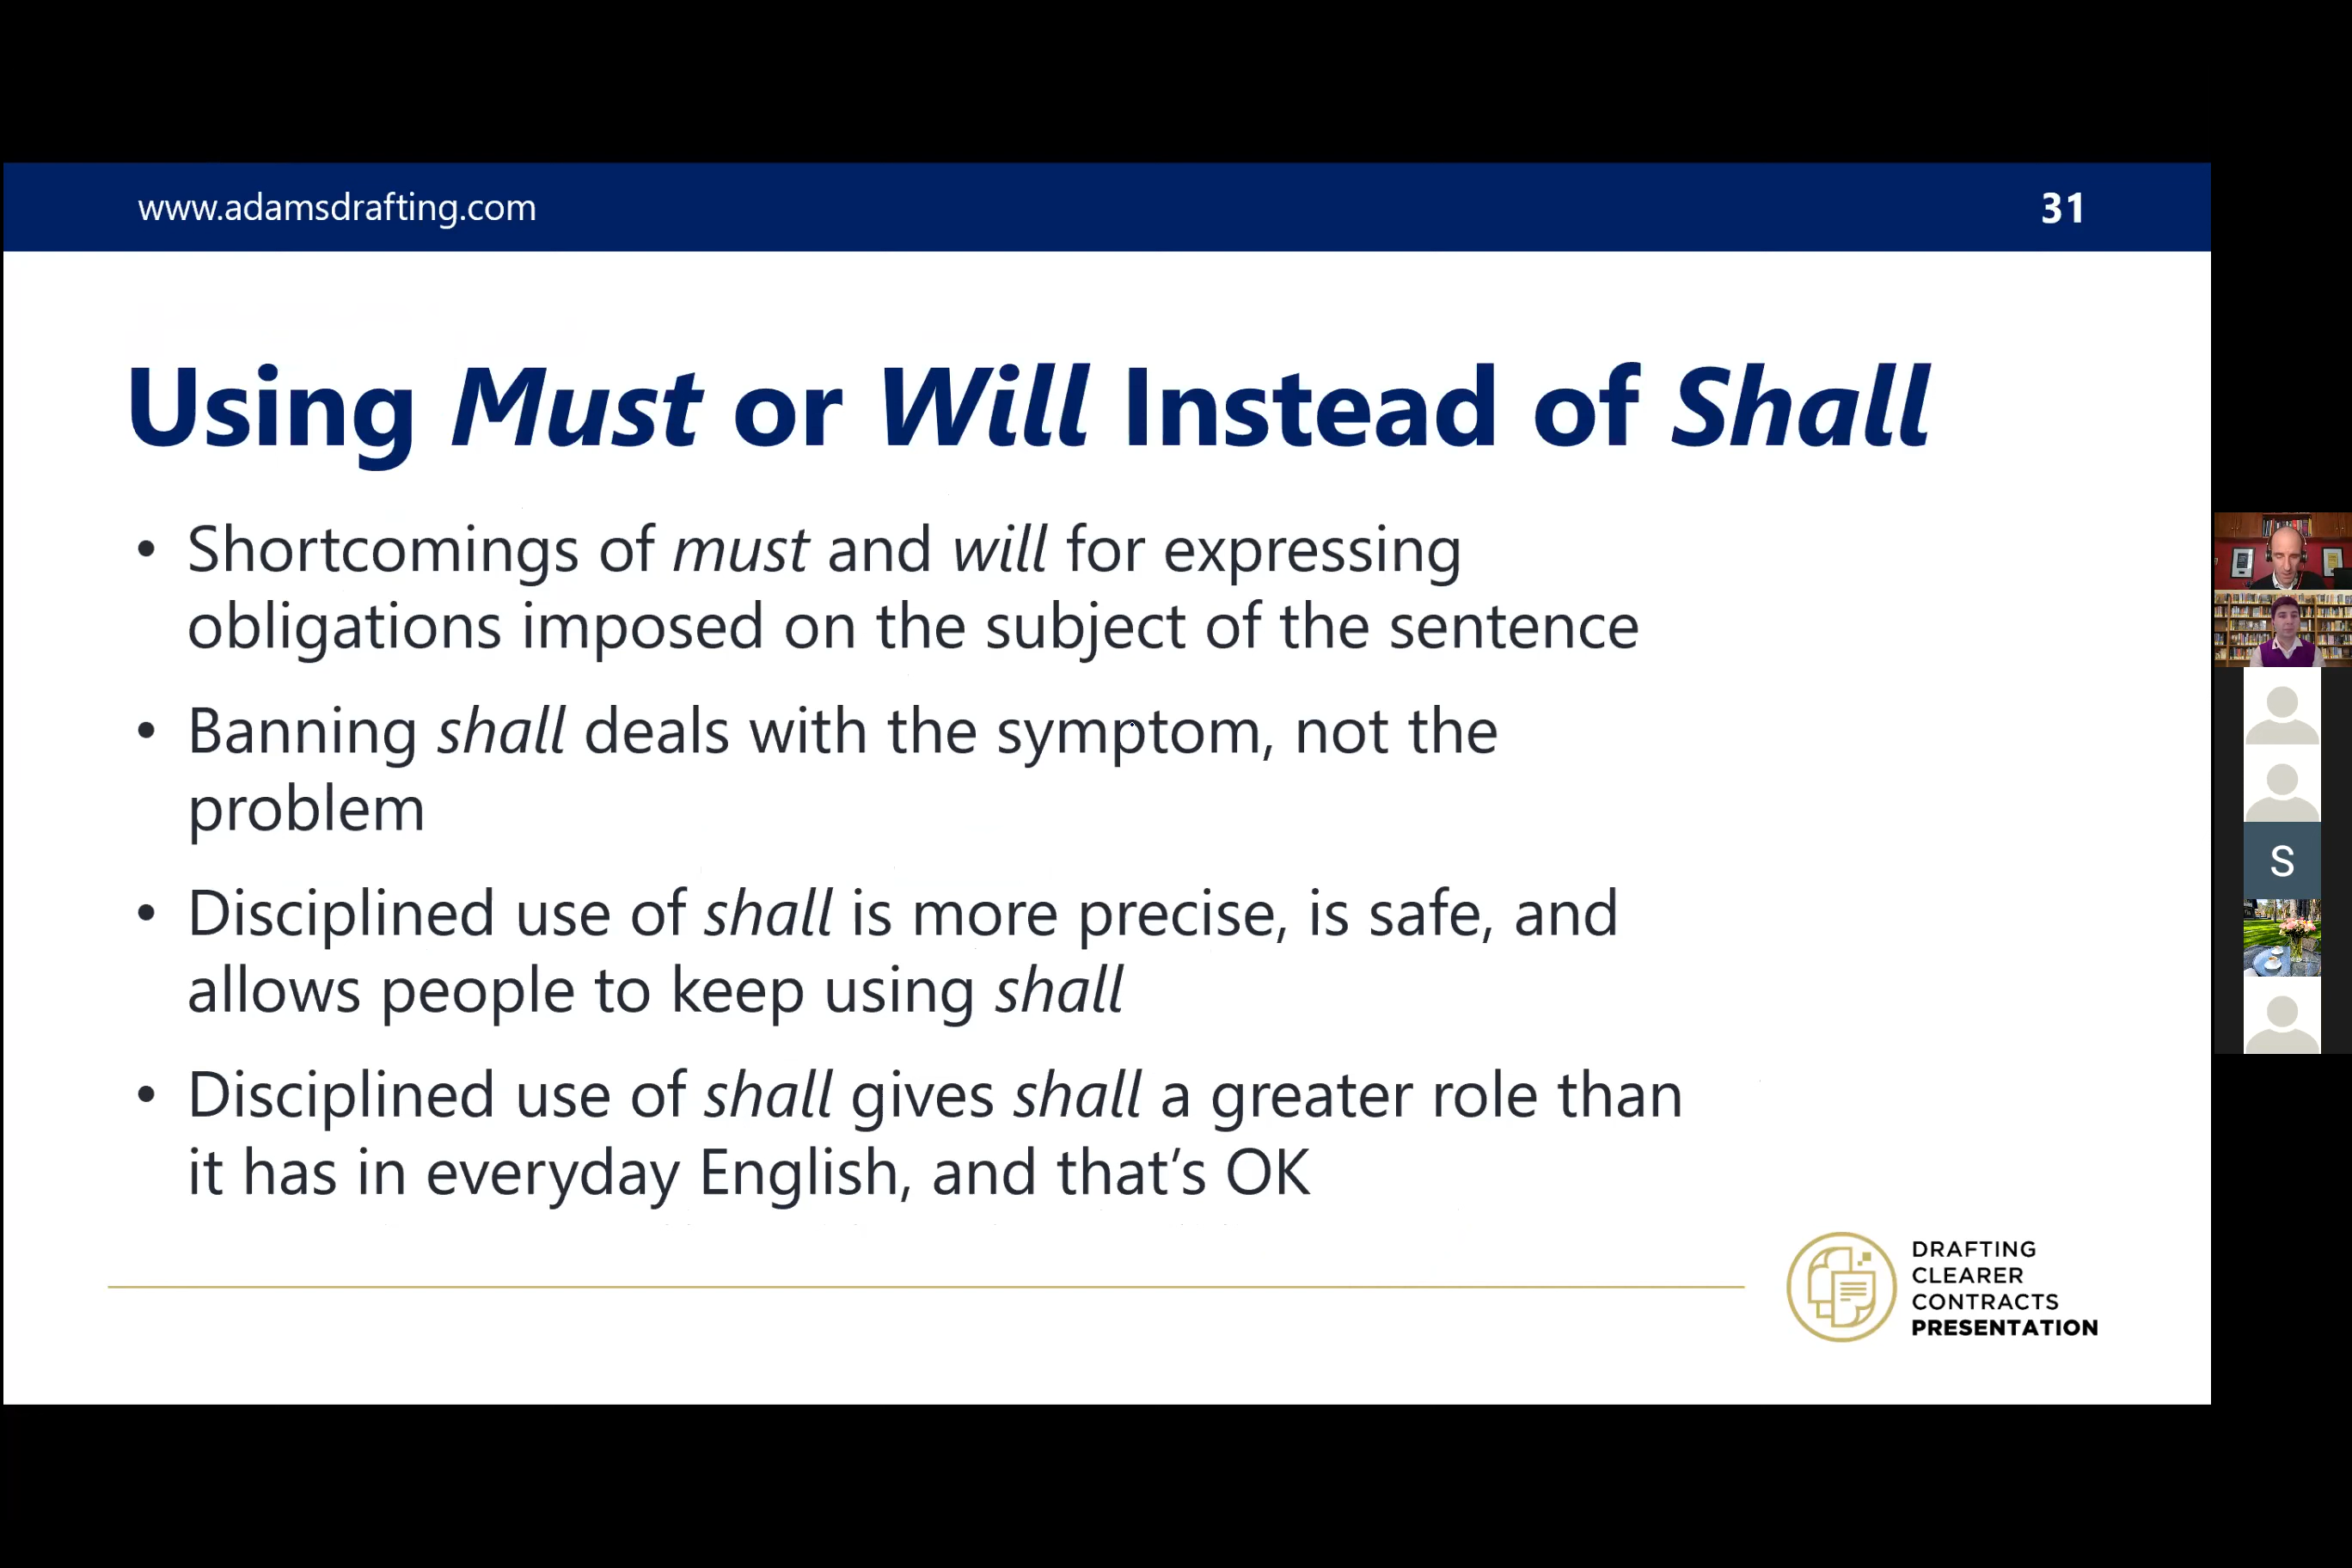 www.adamsdrafting.com
31
Using Must or Will Instead of Shall
• Shortcomings of must and will for expressing
obligations imposed on the subject of the sentence
• Banning shall deals with the symptom, not the
problem
• Disciplined use of shall is more precise, is safe, and
allows people to keep using shall
• Disciplined use of shall gives shall a greater role than
it has in everyday English, and that’s OK
DRAFTING
CLEARER
CONTRACTS
PRESENTATION
S